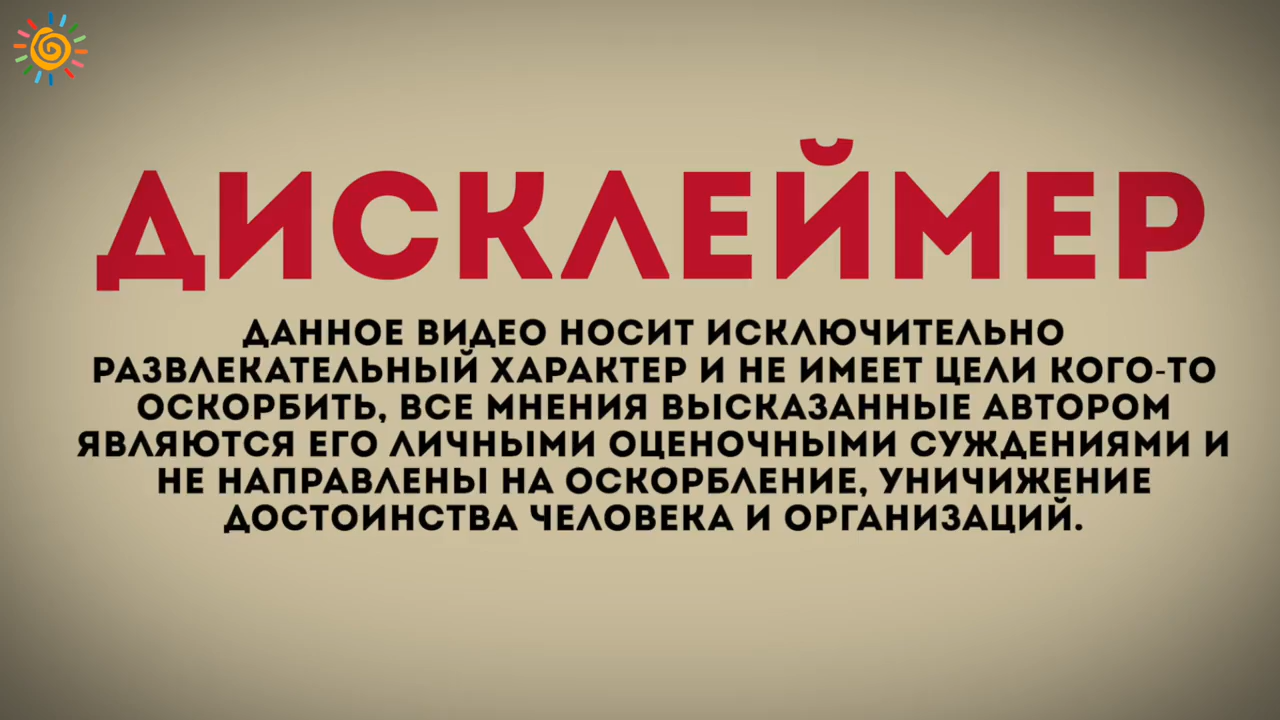 ДИСКЛЕЙМЕР
ДАННОЕ ВИДЕО НОСИТ ИСКЛЮЧИТЕЛЬНО
РАЗВЛЕКАТЕЛЬНЫЙ ХАРАКТЕР И НЕ ИМЕЕТ ЦЕЛИ КОГО-ТО
ОСКОРБИТЬ, ВСЕ МНЕНИЯ ВЫСКАЗАННЫЕ АВТОРОМ
ЯВЛЯЮТСЯ ЕГО ЛИЧНЫМИ ОЦЕНОЧНЫМИ СУЖДЕНИЯМИ И
НЕ НАПРАВЛЕНЫ НА ОСКОРБЛЕНИЕ, УНИЧИЖЕНИЕ
ДОСТОИНСТВА ЧЕЛОВЕКА И ОРГАНИЗАЦИЙ.